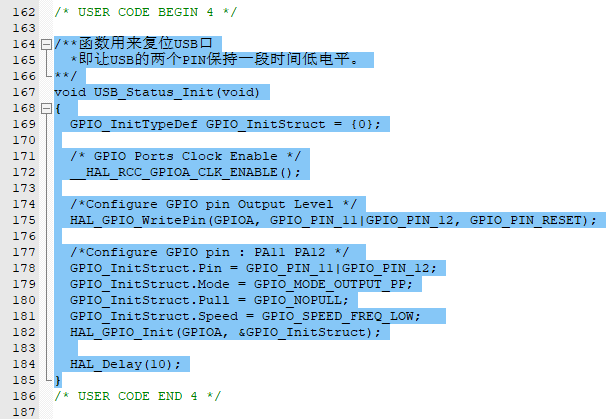 162 /* USER CODE BEGIN 4 */
163
164 /**函数用来复位USB口
165 *即让USB的两个PIN保持一段时间低电平。
166 **/
167 void USB_Status_Init(void)
168 {
169 GPIO_InitTypeDef GPIO_InitStruct = {0};
170
171 /* GPIO Ports Clock Enable */
172 __HAL_RCC_GPIOA_CLK_ENABLE();
173
174 /*Configure GPIO pin Output Level */
175 HAL_GPIO_WritePin(GPIOA, GPIO_PIN_11|GPIO_PIN_12, GPIO_PIN_RESET);
176
177 /*Configure GPIO pin : PA11 PA12 */
178 GPIO_InitStruct.Pin = GPIO_PIN_11|GPIO_PIN_12;
179 GPIO_InitStruct.Mode = GPIO_MODE_OUTPUT_PP;
180 GPIO_InitStruct.Pull = GPIO_NOPULL;
181 GPIO_InitStruct.Speed = GPIO_SPEED_FREQ_LOW;
182 HAL_GPIO_Init(GPIOA, &GPIO_InitStruct);
183
184 HAL_Delay(10);
185 }
186 /* USER CODE END 4 */
187